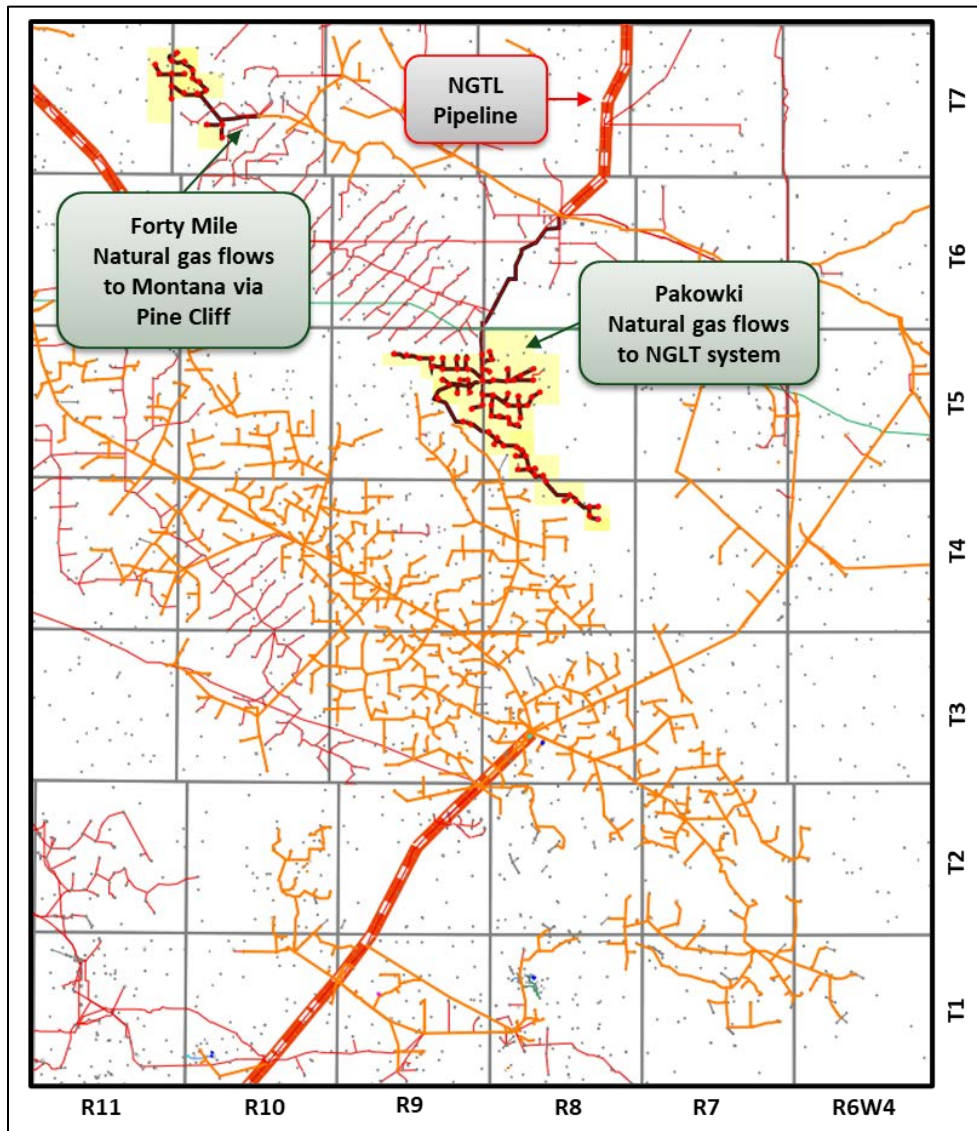 NGTL
Pipeline
T7
Forty Mile
Natural gas flows
to Montana via
Pine Cliff
T6
Pakowki
Natural gas flows
to NGLT system
T5
T4
T3
T2
T1
R11
R10
R9
R8
R7
R6W4